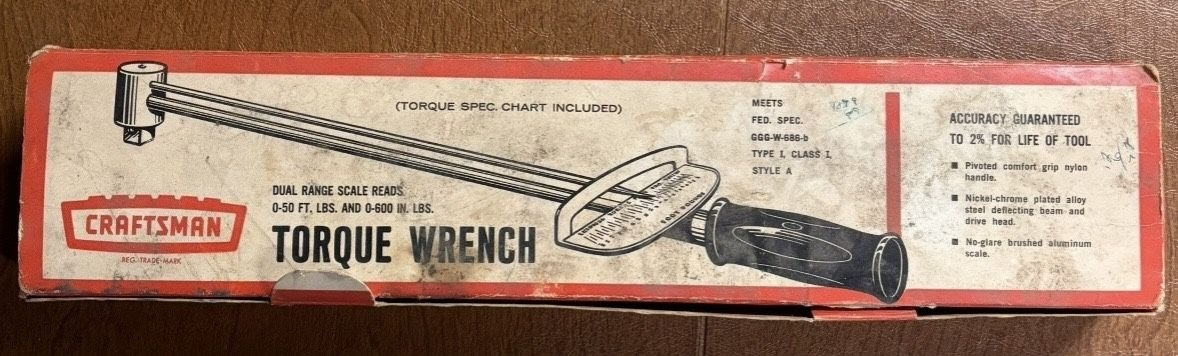 (TORQUE SPEC. CHART INCLUDED)
DUAL RANGE SCALE READS
0-50 FT. LBS. AND 0-600 IN. LBS.
TORQUE WRENCH
CRAFTSMAN
REG. TRADE-MARK
MEETS
FED. SPEC.
GGG-W-686-b
TYPE I, CLASS I,
STYLE A
ACCURACY GUARANTEED
TO 2% FOR LIFE OF TOOL
■ Pivoted comfort grip nylon
handle.
■ Nickel-chrome plated alloy
steel deflecting beam and
drive head.
■ No-glare brushed aluminum
scale.